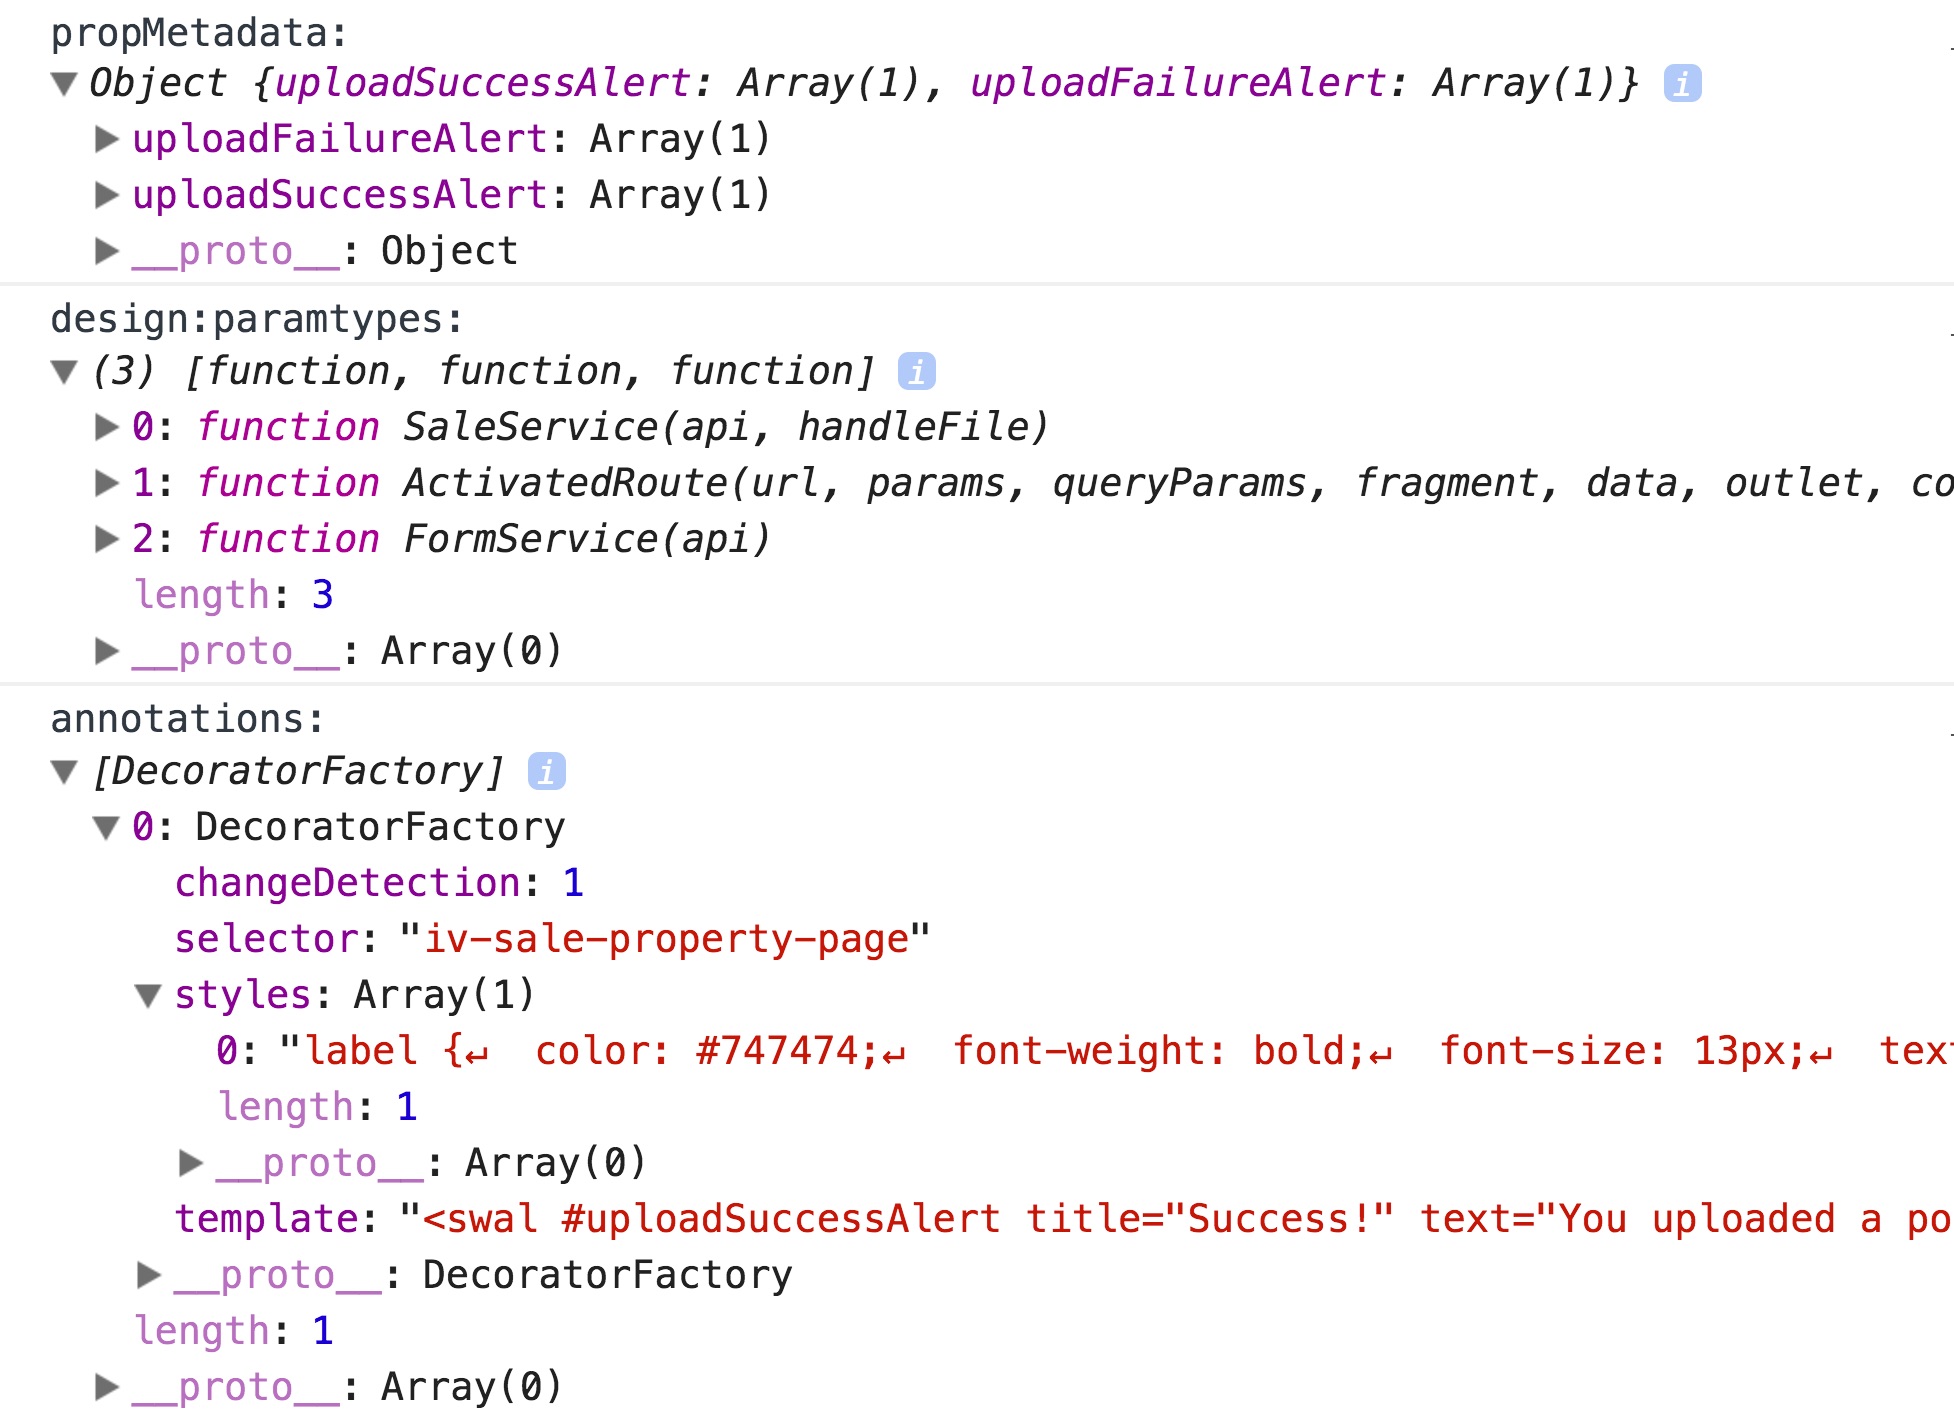 propMetadata:
▼ Object {uploadSuccessAlert: Array(1), uploadFailureAlert: Array(1)} i
▶ uploadFailureAlert: Array(1)
▶ uploadSuccessAlert: Array(1)
▶ __proto__: Object
design:paramtypes:
▼ (3) [function, function, function] i
▶ 0: function SaleService(api, handleFile)
▶ 1: function ActivatedRoute(url, params, queryParams, fragment, data, outlet, co
▶ 2: function FormService(api)
length: 3
▶ __proto__: Array(0)
annotations:
▼ [DecoratorFactory] i
▼ 0: DecoratorFactory
changeDetection: 1
selector: "iv-sale-property-page"
▼ styles: Array(1)
0: "label {↵  color: #747474;↵  font-weight: bold;↵  font-size: 13px;↵  tex
length: 1
▶ __proto__: Array(0)
template: "<swal #uploadSuccessAlert title="Success!" text="You uploaded a po
▶ __proto__: DecoratorFactory
length: 1
▶ __proto__: Array(0)